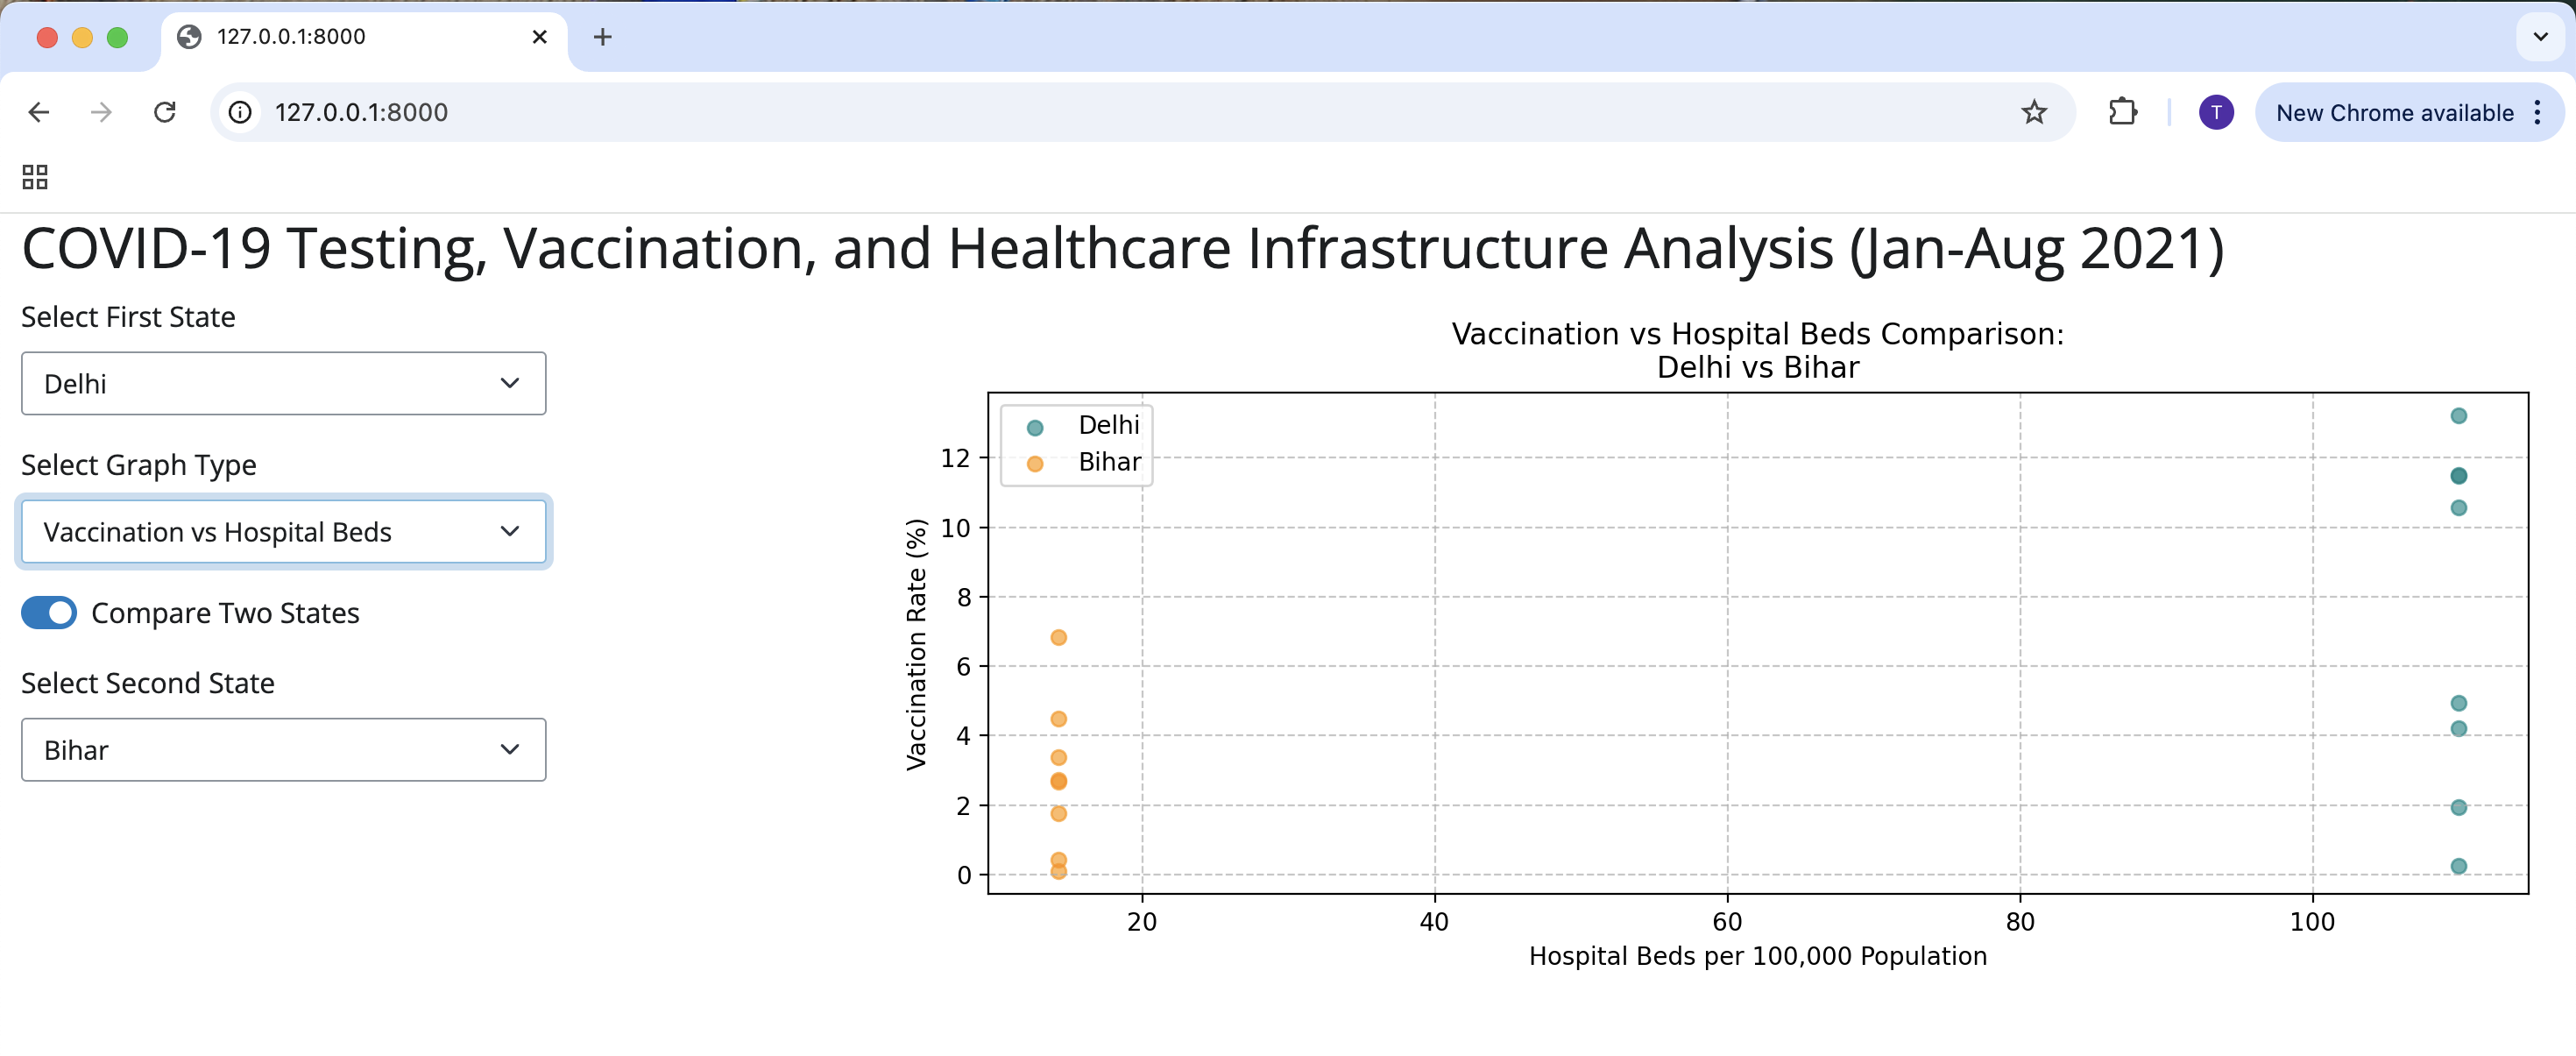 127.0.0.1:8000
127.0.0.1:8000
T
New Chrome available
COVID-19 Testing, Vaccination, and Healthcare Infrastructure Analysis (Jan-Aug 2021)
Select First State
Delhi
Select Graph Type
Vaccination vs Hospital Beds
Compare Two States
Select Second State
Bihar
Vaccination vs Hospital Beds Comparison:
Delhi vs Bihar
Delhi
Bihar
Vaccination Rate (%)
12
10
8
6
4
2
0
20 40 60 80 100
Hospital Beds per 100,000 Population